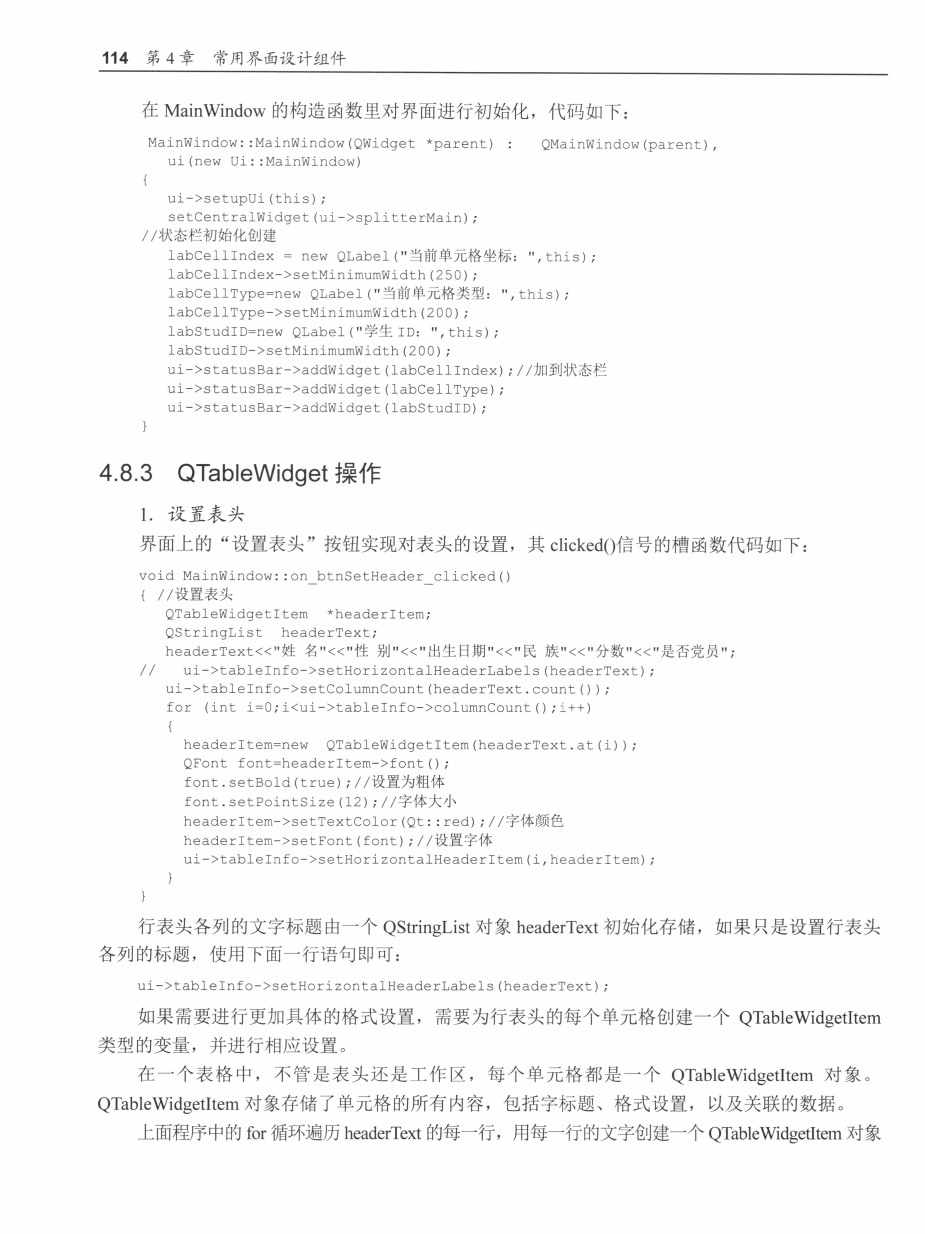 114 第 4 章 常用界面设计组件
在 MainWindow 的构造函数里对界面进行初始化，代码如下：
MainWindow::MainWindow(QWidget *parent) : QMainWindow(parent),
ui(new Ui::MainWindow)
{
ui->setupUi(this);
setCentralWidget(ui->splitterMain);
//状态栏初始化创建
labCellIndex = new QLabel("当前单元格坐标：",this);
labCellIndex->setMinimumWidth(250);
labCellType=new QLabel("当前单元格类型：",this);
labCellType->setMinimumWidth(200);
labStudID=new QLabel("学生 ID：",this);
labStudID->setMinimumWidth(200);
ui->statusBar->addWidget(labCellIndex);//加到状态栏
ui->statusBar->addWidget(labCellType);
ui->statusBar->addWidget(labStudID);
}
4.8.3 QTableWidget 操作
1．设置表头
界面上的“设置表头”按钮实现对表头的设置，其 clicked()信号的槽函数代码如下：
void MainWindow::on_btnSetHeader_clicked()
{ //设置表头
QTableWidgetItem *headerItem;
QStringList headerText;
headerText<<"姓 名"<<"性 别"<<"出生日期"<<"民 族"<<"分数"<<"是否党员";
// ui->tableInfo->setHorizontalHeaderLabels(headerText);
ui->tableInfo->setColumnCount(headerText.count());
for (int i=0;i<ui->tableInfo->columnCount();i++)
{
headerItem=new QTableWidgetItem(headerText.at(i));
QFont font=headerItem->font();
font.setBold(true);//设置为粗体
font.setPointSize(12);//字体大小
headerItem->setTextColor(Qt::red);//字体颜色
headerItem->setFont(font);//设置字体
ui->tableInfo->setHorizontalHeaderItem(i,headerItem);
}
}
行表头各列的文字标题由一个 QStringList 对象 headerText 初始化存储，如果只是设置行表头
各列的标题，使用下面一行语句即可：
ui->tableInfo->setHorizontalHeaderLabels(headerText);
如果需要进行更加具体的格式设置，需要为行表头的每个单元格创建一个 QTableWidgetItem
类型的变量，并进行相应设置。
在一个表格中，不管是表头还是工作区，每个单元格都是一个 QTableWidgetItem 对象。
QTableWidgetItem 对象存储了单元格的所有内容，包括字标题、格式设置，以及关联的数据。
上面程序中的 for 循环遍历 headerText 的每一行，用每一行的文字创建一个 QTableWidgetItem 对象